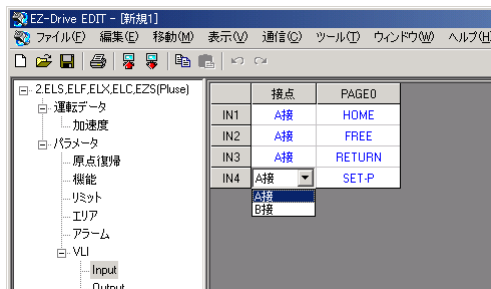 EZ-Drive EDIT - [新規1]
ファイル(F) 編集(E) 移動(M) 表示(V) 通信(C) ツール(T) ウィンドウ(W) ヘルプ(H)
2.ELS,ELF,ELX,ELC,EZS(Pluse)
運転データ
加速度
パラメータ
原点復帰
機能
リミット
エリア
アラーム
VLI
Input
Output
接点 PAGE0
IN1 A接 HOME
IN2 A接 FREE
IN3 A接 RETURN
IN4 A接 SET-P
A接
B接